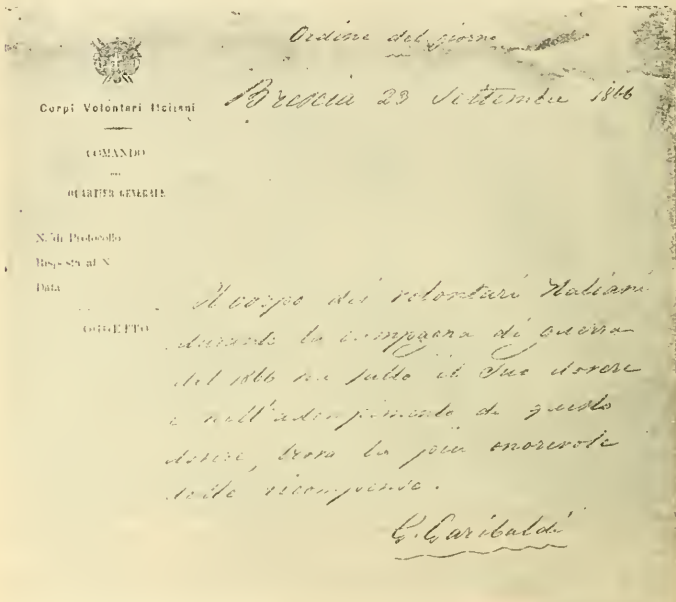 Ordine del giorno
Brescia 23 Settembre 1866
Corpi Volontari Italiani
COMANDO
DEL
QUARTIER GENERALE
N. di Protocollo
Risposta al N.
Data
OGGETTO
Il corpo dei volontari Italiani
durante la campagna di guerra
del 1866 ha fatto il suo dovere
e nell'adempimento di questo
dovere, trova la più onorevole
delle ricompense.
G. Garibaldi